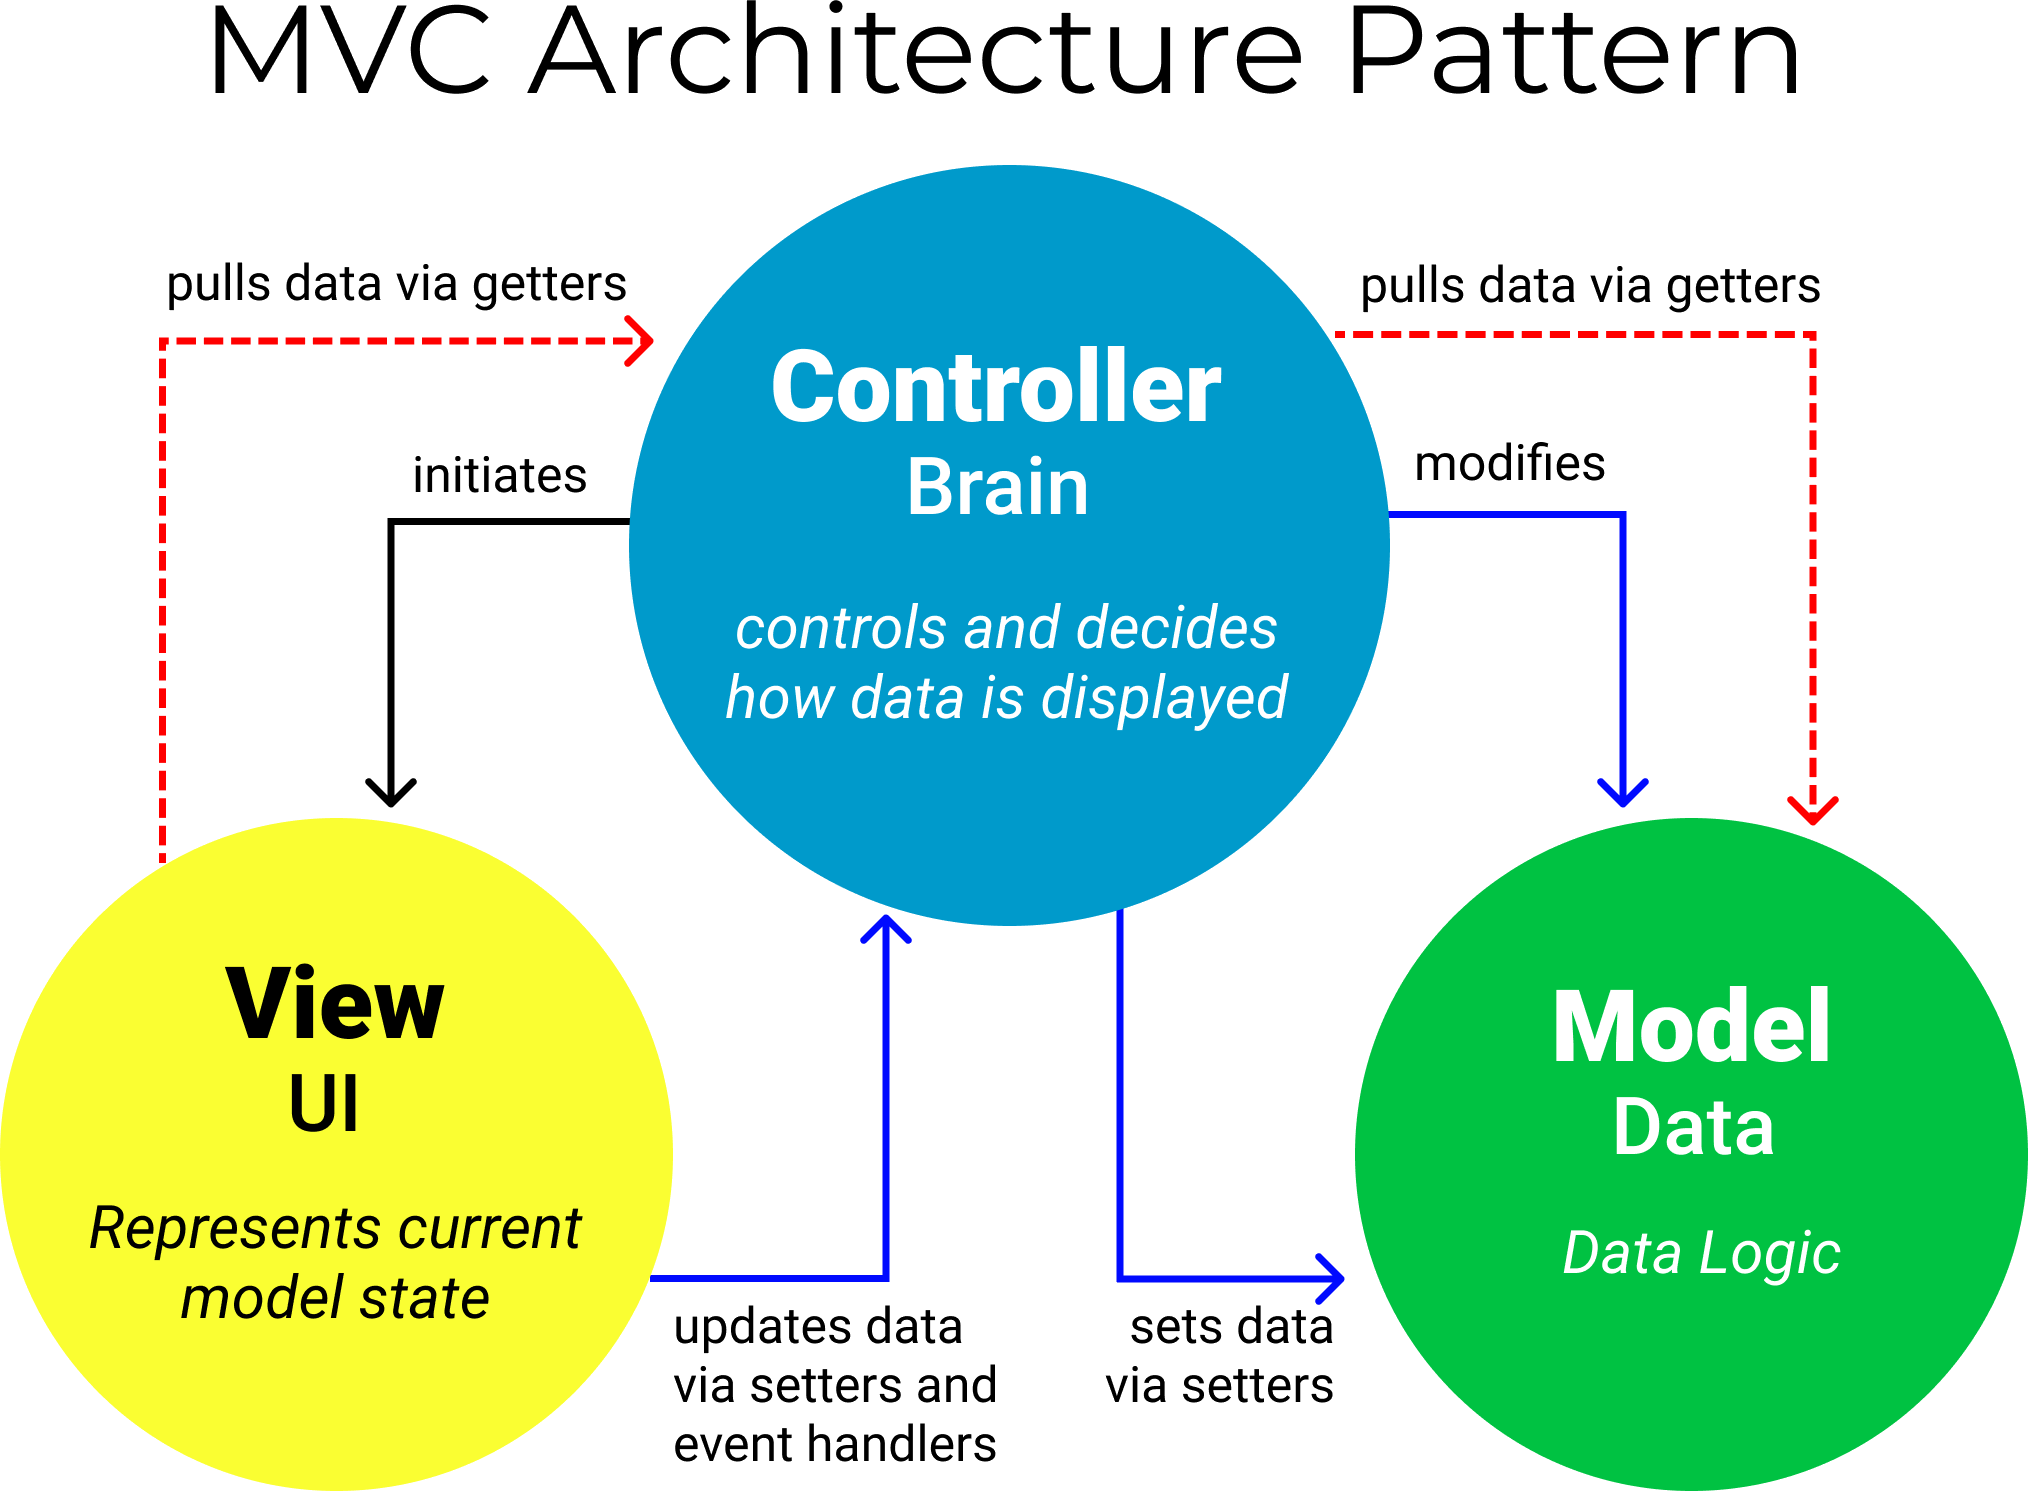 MVC Architecture Pattern
pulls data via getters
pulls data via getters
initiates
modifies
Controller
Brain
controls and decides
how data is displayed
View
UI
Represents current
model state
Model
Data
Data Logic
updates data
via setters and
event handlers
sets data
via setters